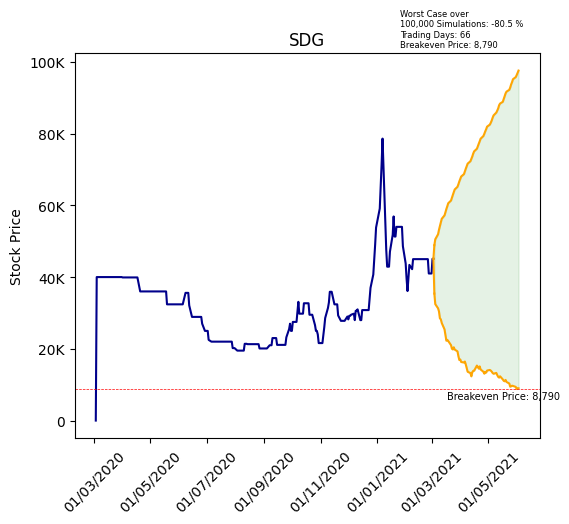 Worst Case over
100,000 Simulations: -80.5 %
Trading Days: 66
Breakeven Price: 8,790
SDG
Stock Price
100K
80K
60K
40K
20K
0
Breakeven Price: 8,790
01/03/2020
01/05/2020
01/07/2020
01/09/2020
01/11/2020
01/01/2021
01/03/2021
01/05/2021